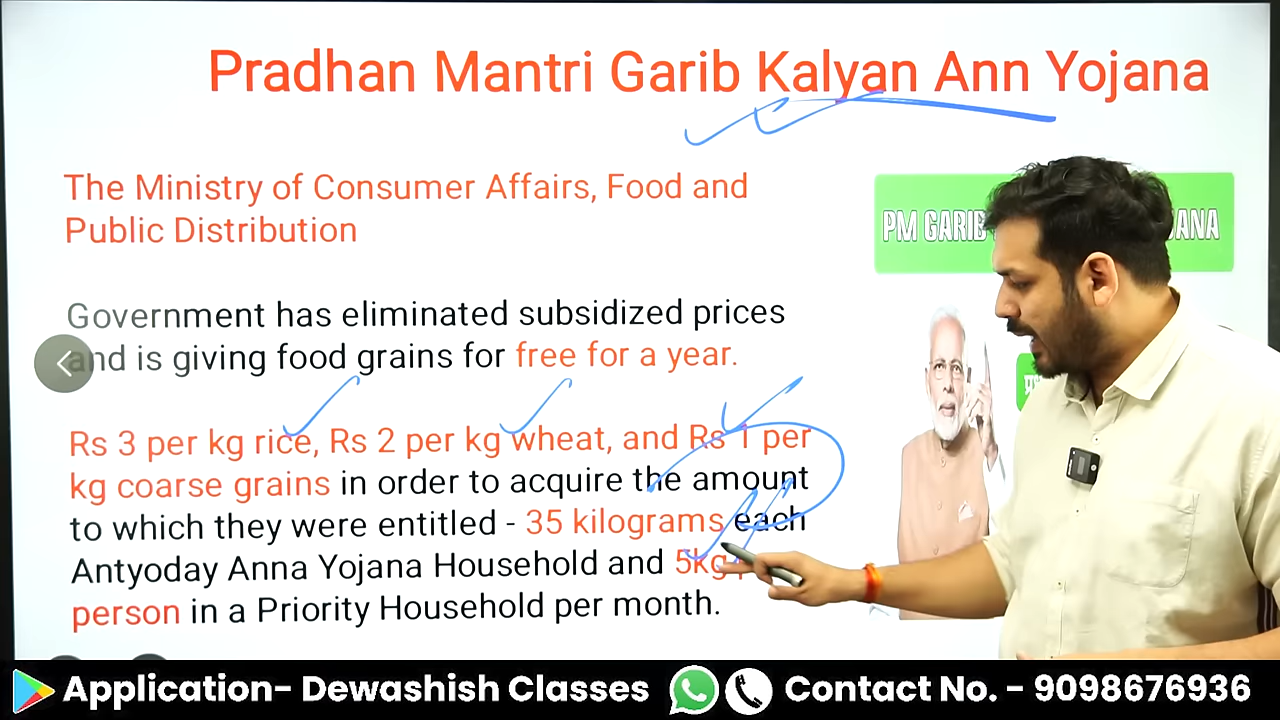 Pradhan Mantri Garib Kalyan Ann Yojana
The Ministry of Consumer Affairs, Food and
Public Distribution
PM GARIB
Government has eliminated subsidized prices
and is giving food grains for free for a year.
Rs 3 per kg rice, Rs 2 per kg wheat, and Rs 1 per
kg coarse grains in order to acquire the amount
to which they were entitled - 35 kilograms each
Antyoday Anna Yojana Household and 5kg
person in a Priority Household per month.
Application- Dewashish Classes
Contact No. - 9098676936